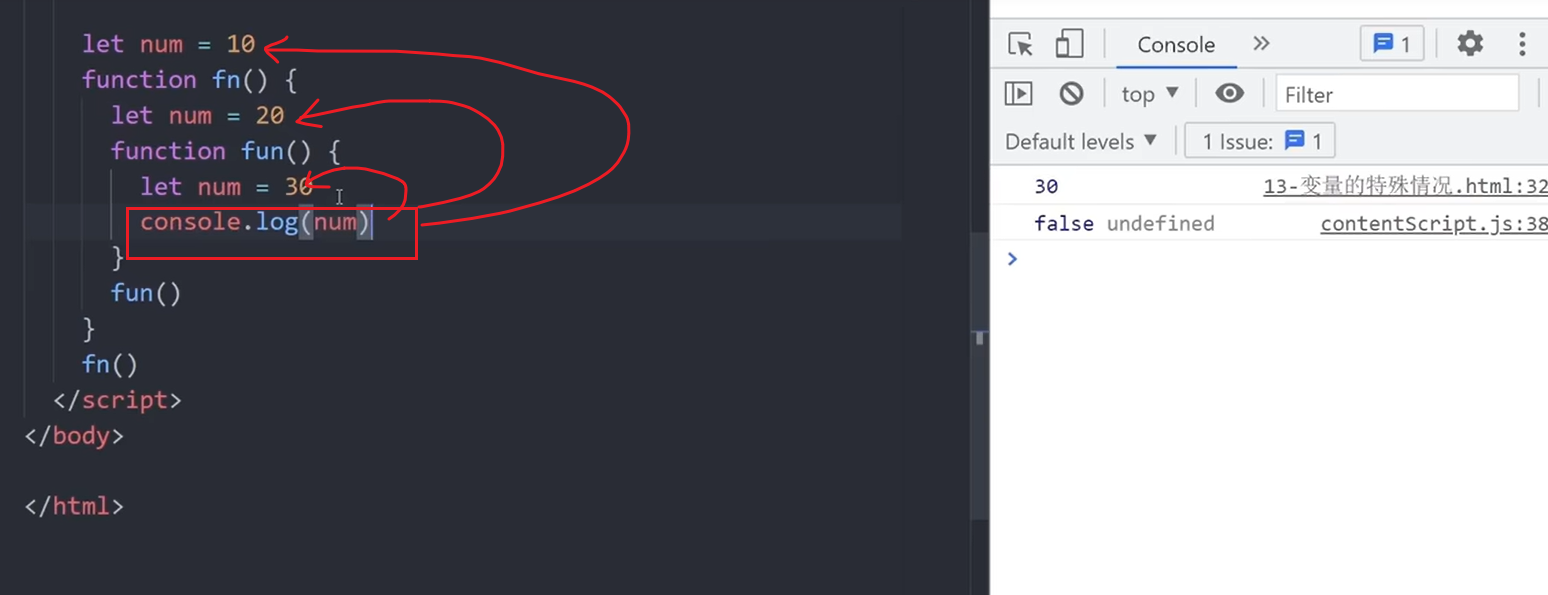 let num = 10
function fn() {
let num = 20
function fun() {
let num = 30
console.log(num)
}
fun()
}
fn()
</script>
</body>
</html>
Console
1
top
Filter
Default levels
1 Issue: 1
30 13-变量的特殊情况.html:32
false undefined contentScript.js:38